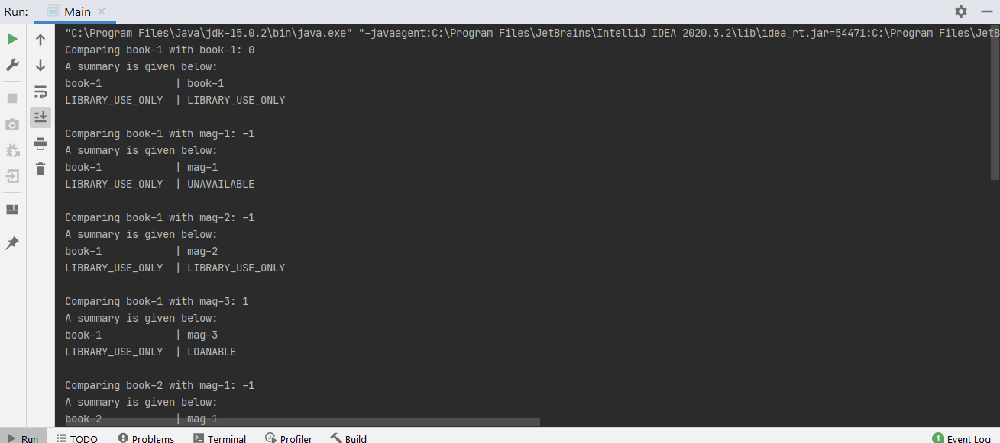 Run: Main
"C:\Program Files\Java\jdk-15.0.2\bin\java.exe" "-javaagent:C:\Program Files\JetBrains\IntelliJ IDEA 2020.3.2\lib\idea_rt.jar=54471:C:\Program Files\JetB
Comparing book-1 with book-1: 0
A summary is given below:
book-1            | book-1
LIBRARY_USE_ONLY  | LIBRARY_USE_ONLY
Comparing book-1 with mag-1: -1
A summary is given below:
book-1            | mag-1
LIBRARY_USE_ONLY  | UNAVAILABLE
Comparing book-1 with mag-2: -1
A summary is given below:
book-1            | mag-2
LIBRARY_USE_ONLY  | LIBRARY_USE_ONLY
Comparing book-1 with mag-3: 1
A summary is given below:
book-1            | mag-3
LIBRARY_USE_ONLY  | LOANABLE
Comparing book-2 with mag-1: -1
A summary is given below:
book-2            | mag-1
Run TODO Problems Terminal Profiler Build 1 Event Log